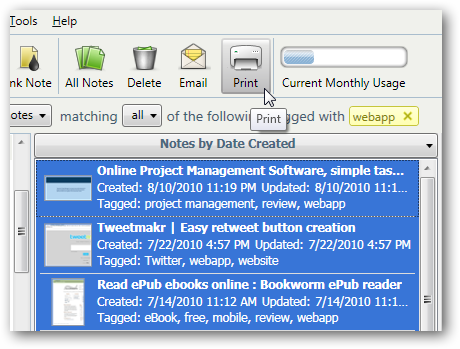 Tools Help
nk Note All Notes Delete Email Print Current Monthly Usage
otes matching all of the following gged with webapp
Print
Notes by Date Created
Online Project Management Software, simple tas...
Created: 8/10/2010 11:19 PM Updated: 8/10/2010 11:1...
Tagged: project management, review, webapp
Tweetmakr | Easy retweet button creation
Created: 7/22/2010 4:57 PM Updated: 7/22/2010 4:57 PM
Tagged: Twitter, webapp, website
Read ePub ebooks online : Bookworm ePub reader
Created: 7/14/2010 11:12 AM Updated: 7/14/2010 11:1...
Tagged: eBook, free, mobile, review, webapp